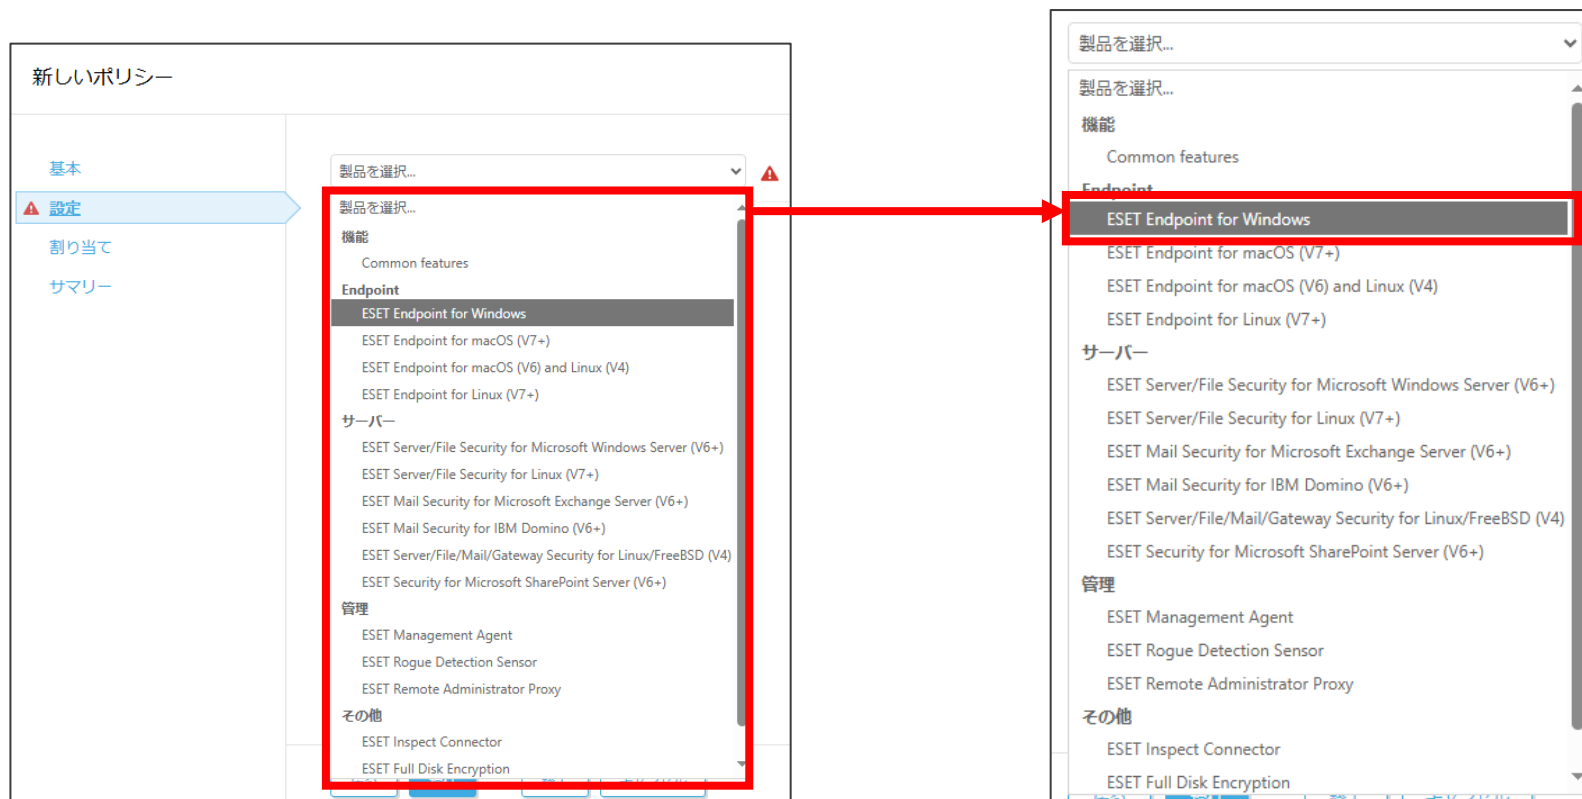 新しいポリシー
基本
設定
割り当て
サマリー
製品を選択...
製品を選択...
機能
Common features
Endpoint
ESET Endpoint for Windows
ESET Endpoint for macOS (V7+)
ESET Endpoint for macOS (V6) and Linux (V4)
ESET Endpoint for Linux (V7+)
サーバー
ESET Server/File Security for Microsoft Windows Server (V6+)
ESET Server/File Security for Linux (V7+)
ESET Mail Security for Microsoft Exchange Server (V6+)
ESET Mail Security for IBM Domino (V6+)
ESET Server/File/Mail/Gateway Security for Linux/FreeBSD (V4)
ESET Security for Microsoft SharePoint Server (V6+)
管理
ESET Management Agent
ESET Rogue Detection Sensor
ESET Remote Administrator Proxy
その他
ESET Inspect Connector
ESET Full Disk Encryption
製品を選択...
製品を選択...
機能
Common features
Endpoint
ESET Endpoint for Windows
ESET Endpoint for macOS (V7+)
ESET Endpoint for macOS (V6) and Linux (V4)
ESET Endpoint for Linux (V7+)
サーバー
ESET Server/File Security for Microsoft Windows Server (V6+)
ESET Server/File Security for Linux (V7+)
ESET Mail Security for Microsoft Exchange Server (V6+)
ESET Mail Security for IBM Domino (V6+)
ESET Server/File/Mail/Gateway Security for Linux/FreeBSD (V4)
ESET Security for Microsoft SharePoint Server (V6+)
管理
ESET Management Agent
ESET Rogue Detection Sensor
ESET Remote Administrator Proxy
その他
ESET Inspect Connector
ESET Full Disk Encryption